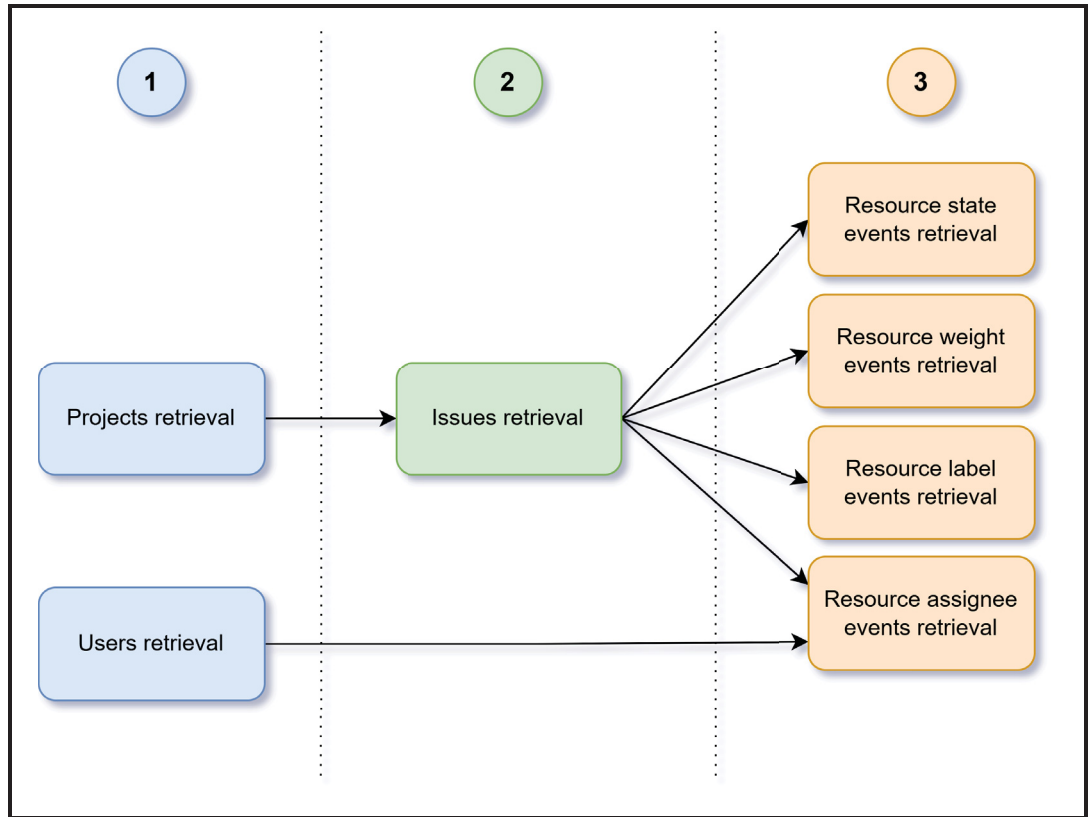 1
2
3
Resource state
events retrieval
Resource weight
events retrieval
Projects retrieval
Issues retrieval
Resource label
events retrieval
Users retrieval
Resource assignee
events retrieval